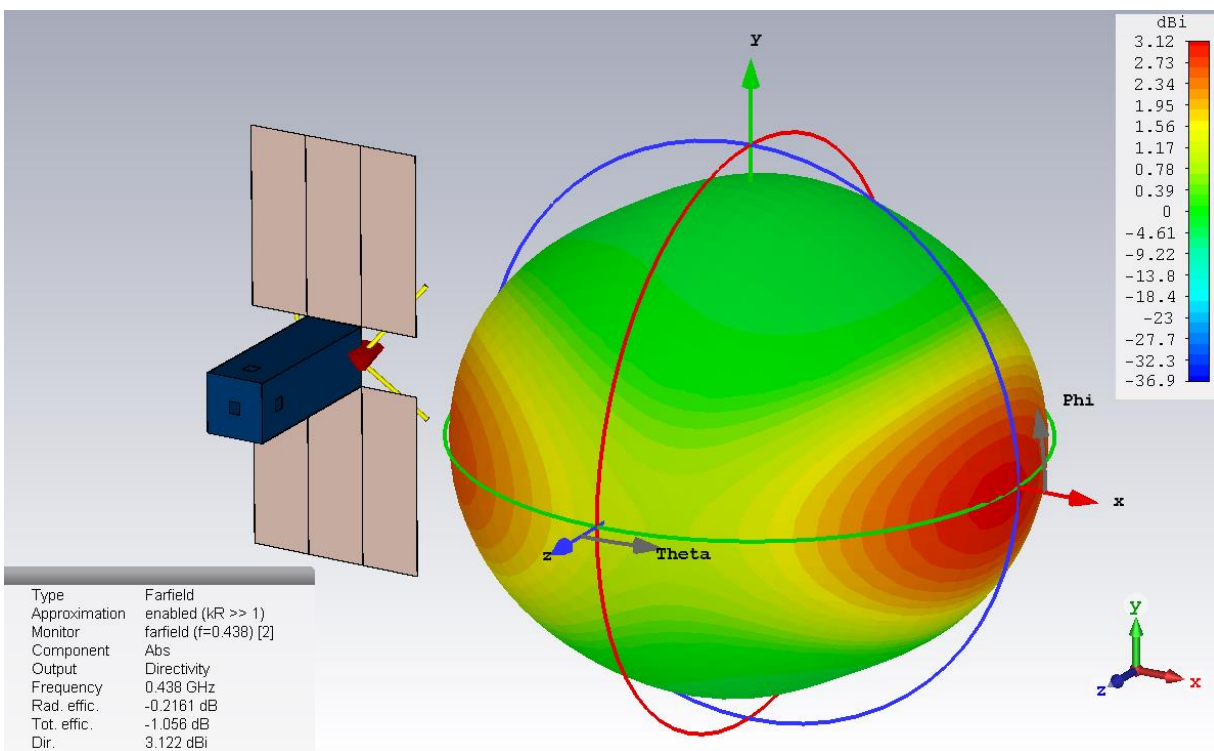 dBi
3.12
2.73
2.34
1.95
1.56
1.17
0.78
0.39
0
-4.61
-9.22
-13.8
-18.4
-23
-27.7
-32.3
-36.9
y
Phi
x
z
Theta
Type Farfield
Approximation enabled (kR >> 1)
Monitor farfield (f=0.438) [2]
Component Abs
Output Directivity
Frequency 0.438 GHz
Rad. effic. -0.2161 dB
Tot. effic. -1.056 dB
Dir. 3.122 dBi
y
z
x